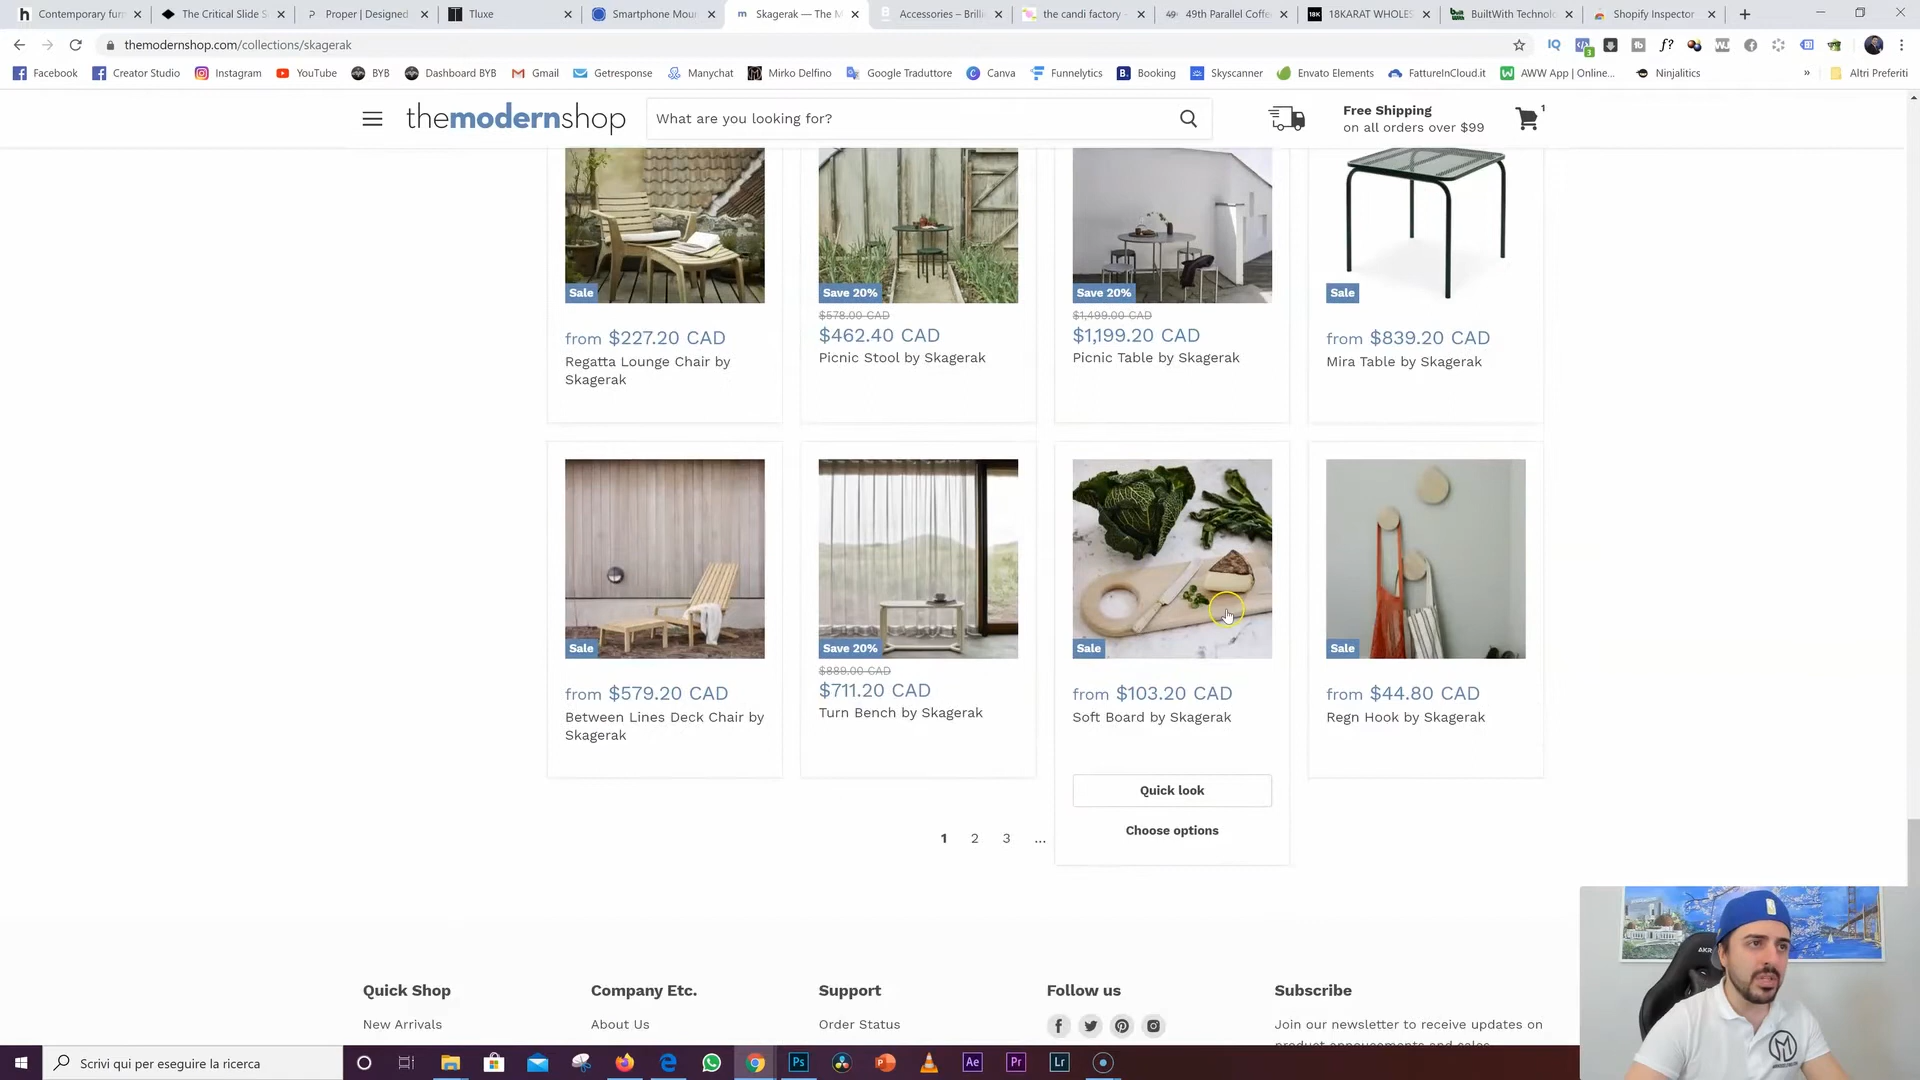 Contemporary fur
The Critical Slide S
Proper | Designed
Tluxe
Smartphone Mou
Skagerak — The M
Accessories – Brilli
the candi factory -
49th Parallel Coffe
18KARAT WHOLES
BuiltWith Technolo
Shopify Inspector
themodernshop.com/collections/skagerak
Facebook
Creator Studio
Instagram
YouTube
BYB
Dashboard BYB
Gmail
Getresponse
Manychat
Mirko Delfino
Google Traduttore
Canva
Funnelytics
Booking
Skyscanner
Envato Elements
FattureInCloud.it
AWW App | Online...
Ninjalitics
» Altri Preferiti
themodernshop
What are you looking for?
Free Shipping
on all orders over $99
1
Sale
Save 20%
Save 20%
Sale
from $227.20 CAD
Regatta Lounge Chair by
Skagerak
$578.00 CAD
$462.40 CAD
Picnic Stool by Skagerak
$1,499.00 CAD
$1,199.20 CAD
Picnic Table by Skagerak
from $839.20 CAD
Mira Table by Skagerak
Sale
Save 20%
Sale
Sale
from $579.20 CAD
Between Lines Deck Chair by
Skagerak
$889.00 CAD
$711.20 CAD
Turn Bench by Skagerak
from $103.20 CAD
Soft Board by Skagerak
Quick look
Choose options
from $44.80 CAD
Regn Hook by Skagerak
1 2 3 ...
Quick Shop
New Arrivals
Company Etc.
About Us
Support
Order Status
Follow us
Subscribe
Join our newsletter to receive updates on
Scrivi qui per eseguire la ricerca